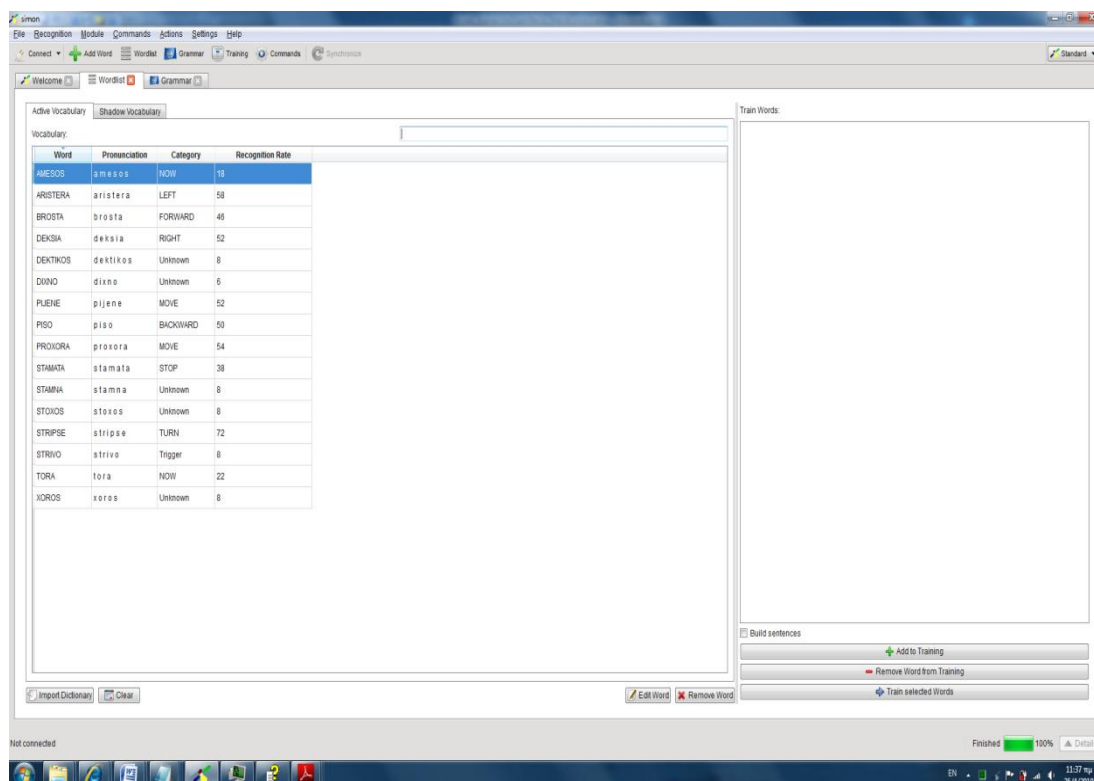 simon
File Recognition Module Commands Actions Settings Help
Connect Add Word Wordlist Grammar Training Commands Synchronize Standard
Welcome Wordlist Grammar
Active Vocabulary Shadow Vocabulary Train Words:
Vocabulary:
Word Pronunciation Category Recognition Rate
AMESOS a m e s o s NOW 18
ARISTERA a r i s t e r a LEFT 58
BROSTA b r o s t a FORWARD 46
DEKSIA d e k s i a RIGHT 52
DEKTIKOS d e k t i k o s Unknown 8
DIXNO d i x n o Unknown 6
PIJENE p i j e n e MOVE 52
PISO p i s o BACKWARD 50
PROXORA p r o x o r a MOVE 54
STAMATA s t a m a t a STOP 38
STAMNA s t a m n a Unknown 8
STOXOS s t o x o s Unknown 8
STRIPSE s t r i p s e TURN 72
STRIVO s t r i v o Trigger 8
TORA t o r a NOW 22
XOROS x o r o s Unknown 8
Build sentences
Add to Training
Remove Word from Training
Import Dictionary Clear Edit Word Remove Word Train selected Words
Not connected Finished 100% Detail
EN 11:37 πμ